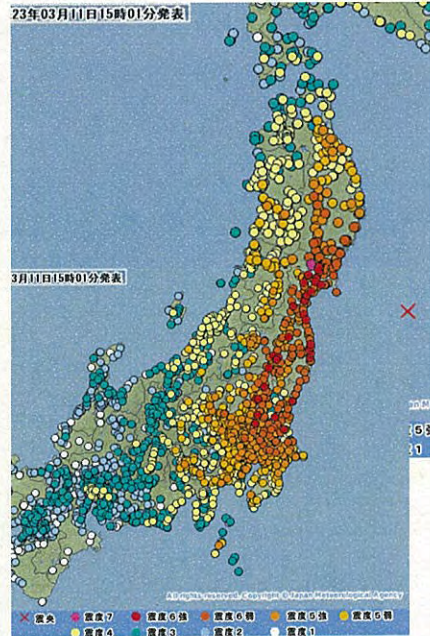 23年03月11日15時01分発表
3月11日15時01分発表
5強
1
All rights reserved. Copyright © Japan Meteorological Agency
× 震央 震度7 震度6強 震度6弱 震度5強 震度5弱
震度4 震度3 震度2 震度1